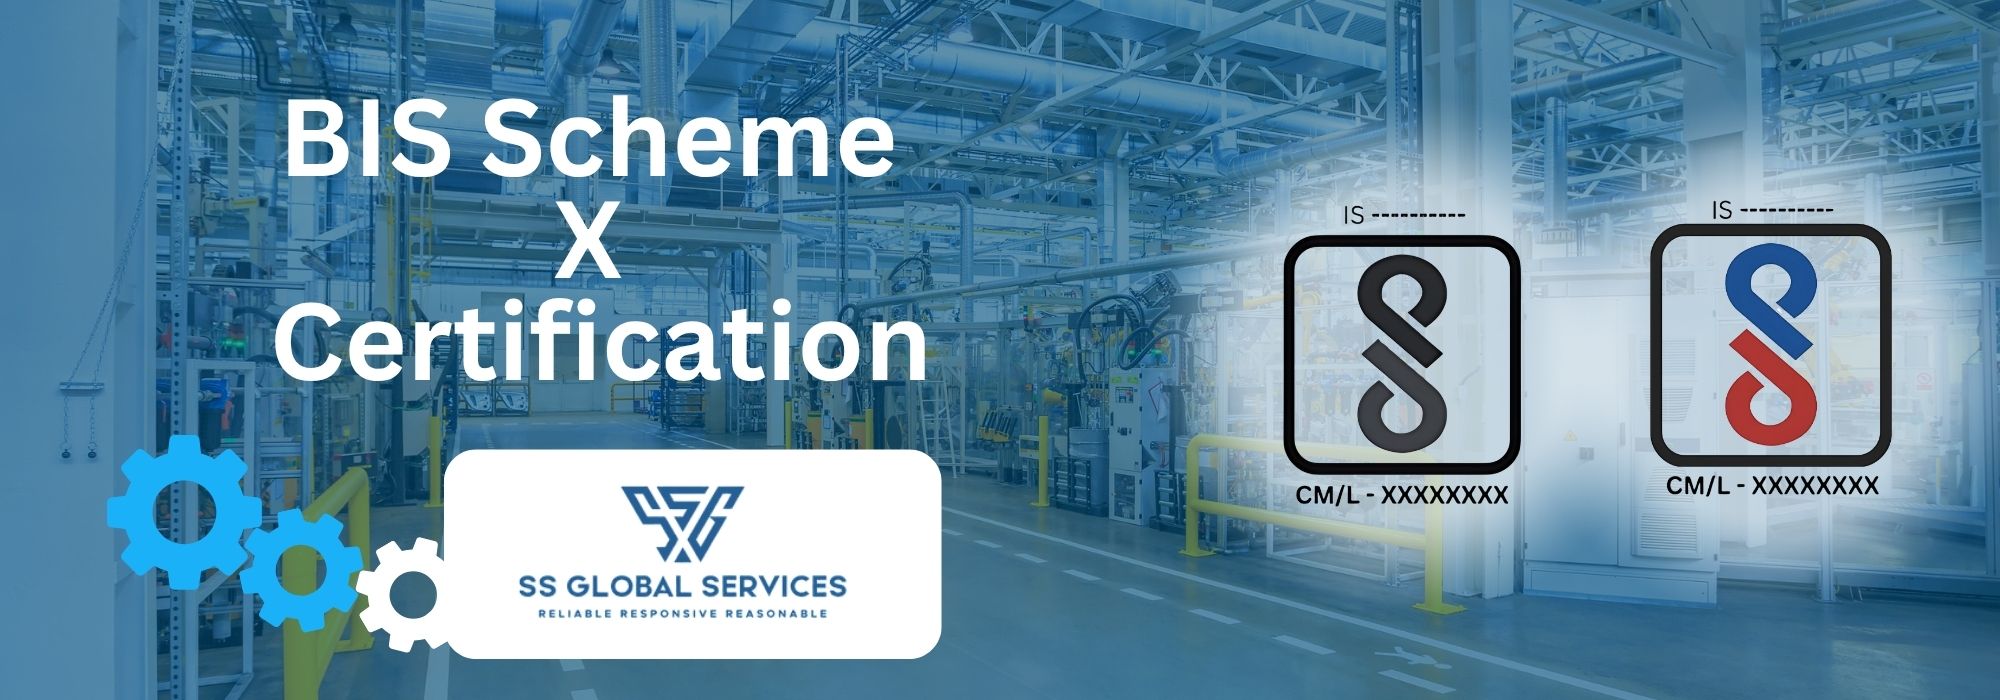 BIS Scheme
X
Certification
SS GLOBAL SERVICES
RELIABLE RESPONSIVE REASONABLE
IS ----------
CM/L - XXXXXXXX
IS ----------
CM/L - XXXXXXXX